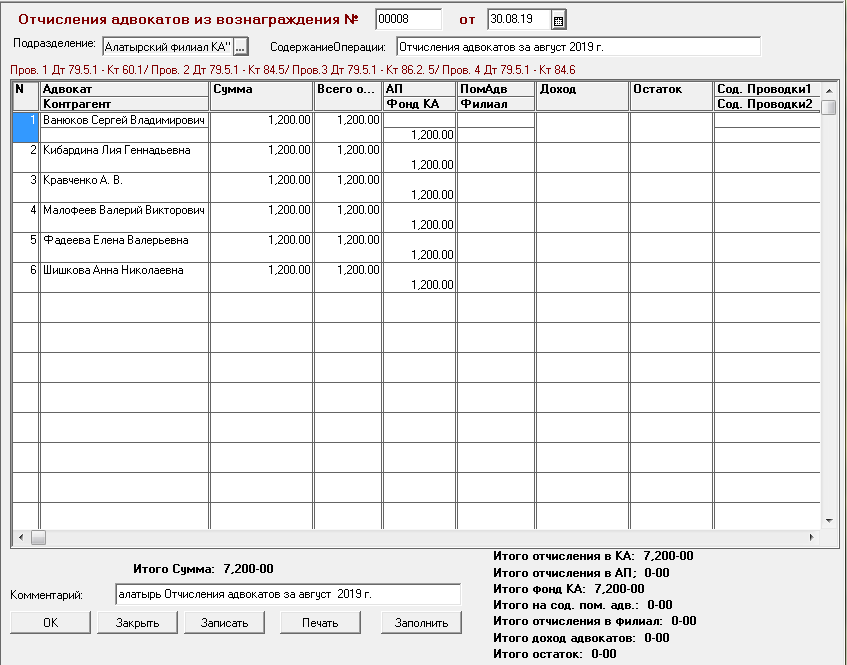 Отчисления адвокатов из вознаграждения № 00008 от 30.08.19
Подразделение: Алатырский филиал КА" ... СодержаниеОперации: Отчисления адвокатов за август 2019 г.
Пров. 1 Дт 79.5.1 - Кт 60.1/ Пров. 2 Дт 79.5.1 - Кт 84.5/ Пров.3 Дт 79.5.1 - Кт 86.2. 5/ Пров. 4 Дт 79.5.1 - Кт 84.6
N Адвокат Сумма Всего о... АП ПомАдв Доход Остаток Сод. Проводки1
Контрагент Фонд КА Филиал Сод. Проводки2
1 Ванюков Сергей Владимирович 1,200.00 1,200.00
1,200.00
2 Кибардина Лия Геннадьевна 1,200.00 1,200.00
1,200.00
3 Кравченко А. В. 1,200.00 1,200.00
1,200.00
4 Малофеев Валерий Викторович 1,200.00 1,200.00
1,200.00
5 Фадеева Елена Валерьевна 1,200.00 1,200.00
1,200.00
6 Шишкова Анна Николаевна 1,200.00 1,200.00
1,200.00
Итого Сумма: 7,200-00
Комментарий: алатырь Отчисления адвокатов за август 2019 г.
OK Закрыть Записать Печать Заполнить
Итого отчисления в КА: 7,200-00
Итого отчисления в АП; 0-00
Итого фонд КА: 7,200-00
Итого на сод. пом. адв.: 0-00
Итого отчисления в филиал: 0-00
Итого доход адвокатов: 0-00
Итого остаток: 0-00